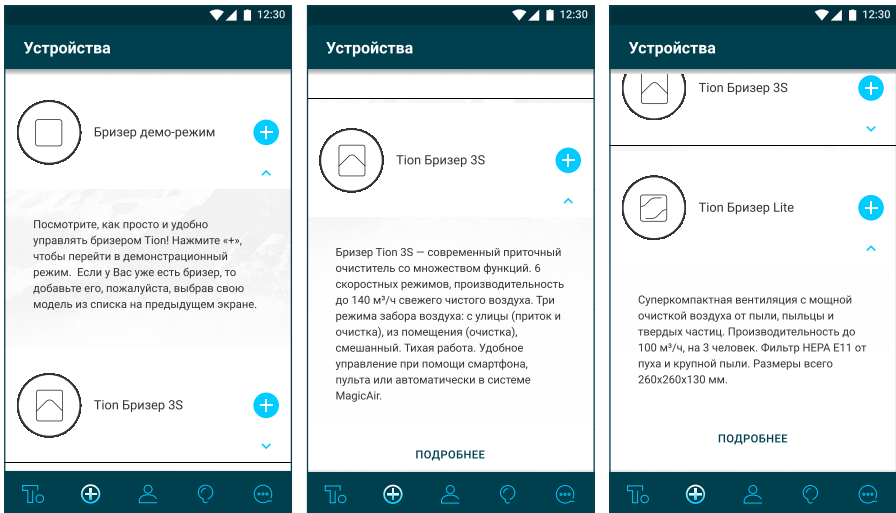 12:30
Устройства
Бризер демо-режим
Посмотрите, как просто и удобно
управлять бризером Tion! Нажмите «+»,
чтобы перейти в демонстрационный
режим. Если у Вас уже есть бризер, то
добавьте его, пожалуйста, выбрав свою
модель из списка на предыдущем экране.
Tion Бризер 3S
12:30
Устройства
Tion Бризер 3S
Бризер Tion 3S — современный приточный
очиститель со множеством функций. 6
скоростных режимов, производительность
до 140 м³/ч свежего чистого воздуха. Три
режима забора воздуха: с улицы (приток и
очистка), из помещения (очистка),
смешанный. Тихая работа. Удобное
управление при помощи смартфона,
пульта или автоматически в системе
MagicAir.
ПОДРОБНЕЕ
12:30
Устройства
Tion Бризер 3S
Tion Бризер Lite
Суперкомпактная вентиляция с мощной
очисткой воздуха от пыли, пыльцы и
твердых частиц. Производительность до
100 м³/ч, на 3 человек. Фильтр HEPA E11 от
пуха и крупной пыли. Размеры всего
260x260x130 мм.
ПОДРОБНЕЕ